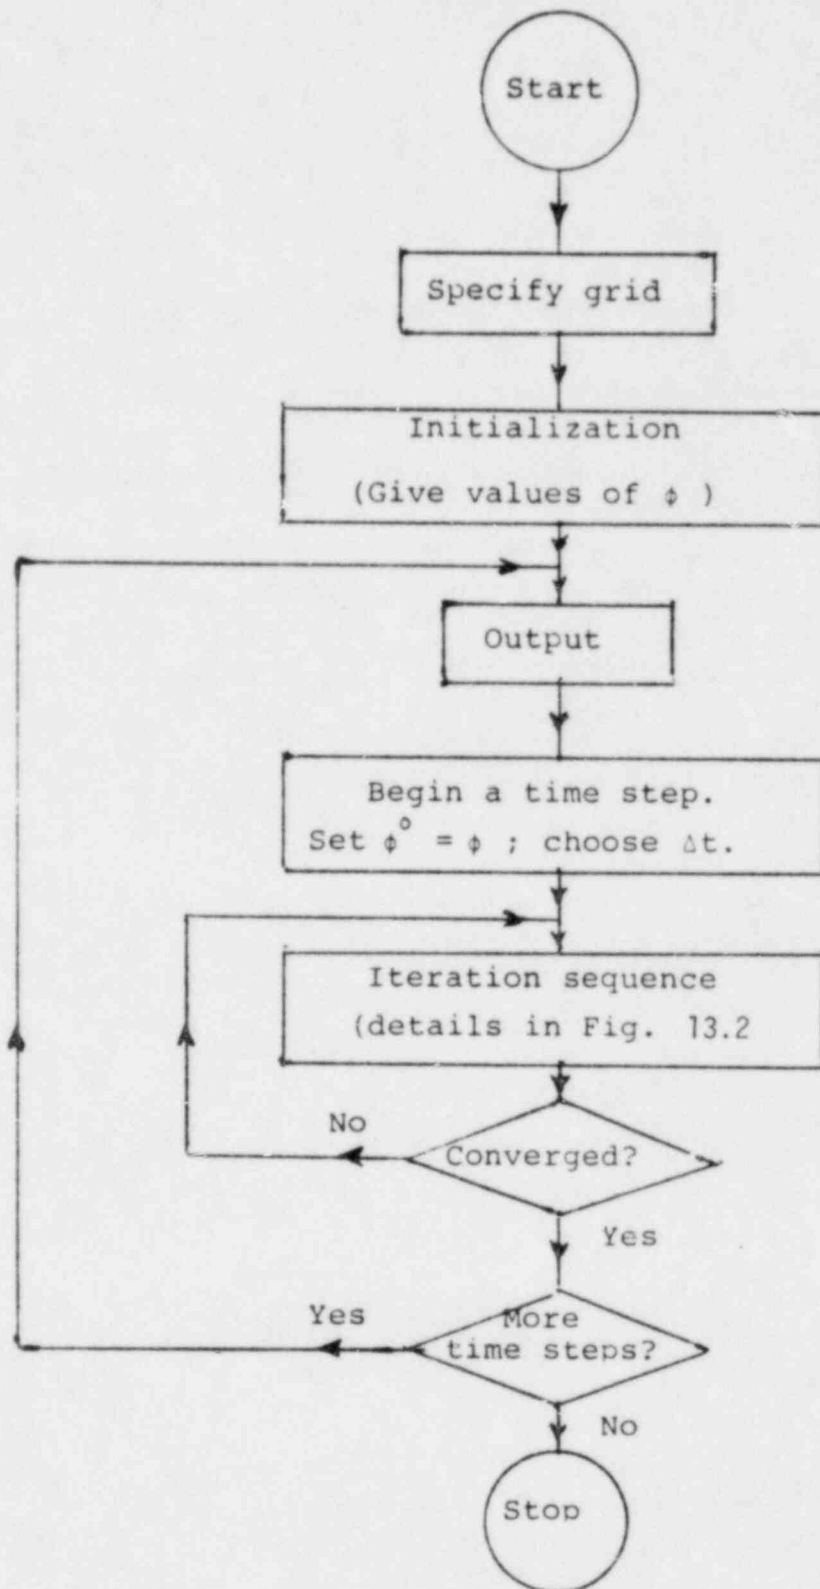 Start
Specify grid
Initialization
(Give values of φ )
Output
Begin a time step.
Set φ° = φ ; choose Δt.
Iteration sequence
(details in Fig. 13.2
No
Converged?
Yes
Yes
More
time steps?
No
Stop